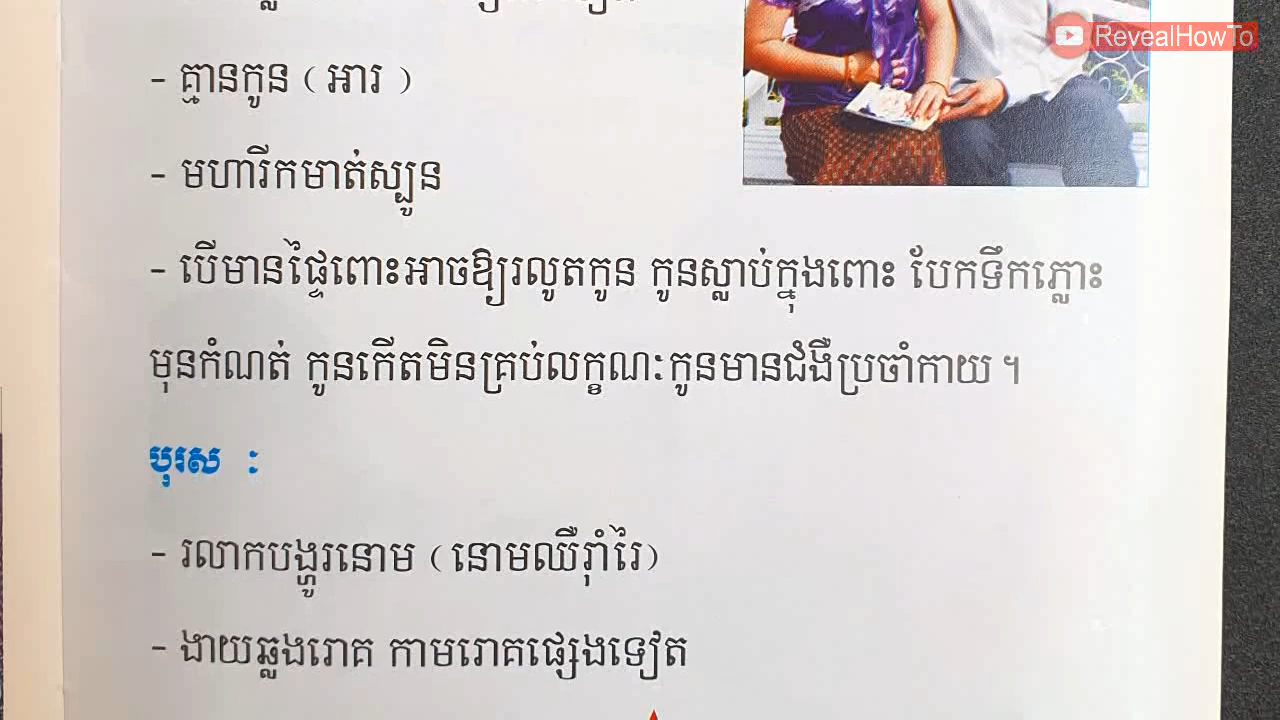 RevealHowTo
- គ្មានកូន ( អារ )
- មហារីកមាត់ស្បូន
- បើមានផ្ទៃពោះអាចឱ្យរលូតកូន កូនស្លាប់ក្នុងពោះ បែកទឹកភ្លោះ
មុនកំណត់ កូនកើតមិនគ្រប់លក្ខណៈកូនមានជំងឺប្រចាំកាយ ។
បុរស ៈ
- រលាកបង្ហូរនោម ( នោមឈឺរ៉ាំរៃ)
- ងាយឆ្លងរោគ កាមរោគផ្សេងទៀត